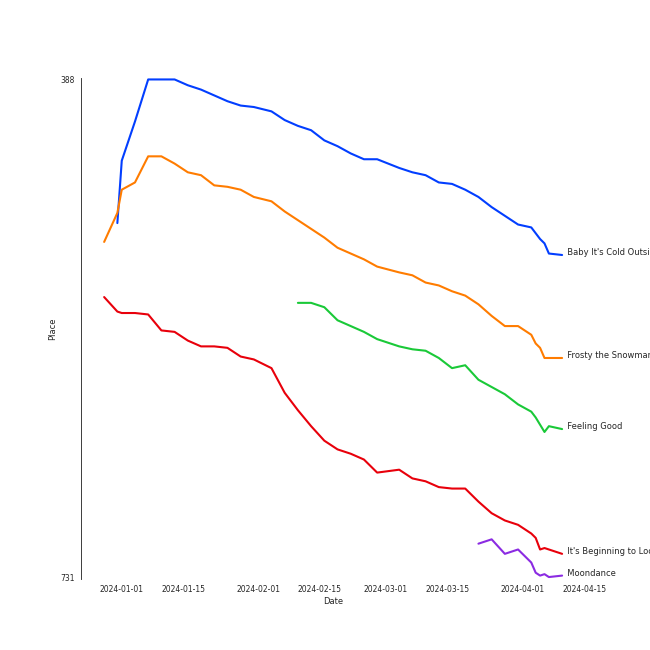 388
Baby It's Cold Outsi
Place
Frosty the Snowma
Feeling Good
It's Beginning to Lo
Moondance
731
2024-01-01 2024-01-15 2024-02-01 2024-02-15 2024-03-01 2024-03-15 2024-04-01 2024-04-15
Date